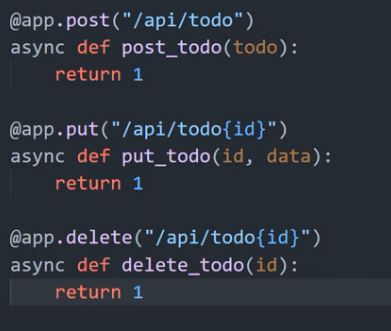 @app.post("/api/todo")
async def post_todo(todo):
    return 1

@app.put("/api/todo{id}")
async def put_todo(id, data):
    return 1

@app.delete("/api/todo{id}")
async def delete_todo(id):
    return 1